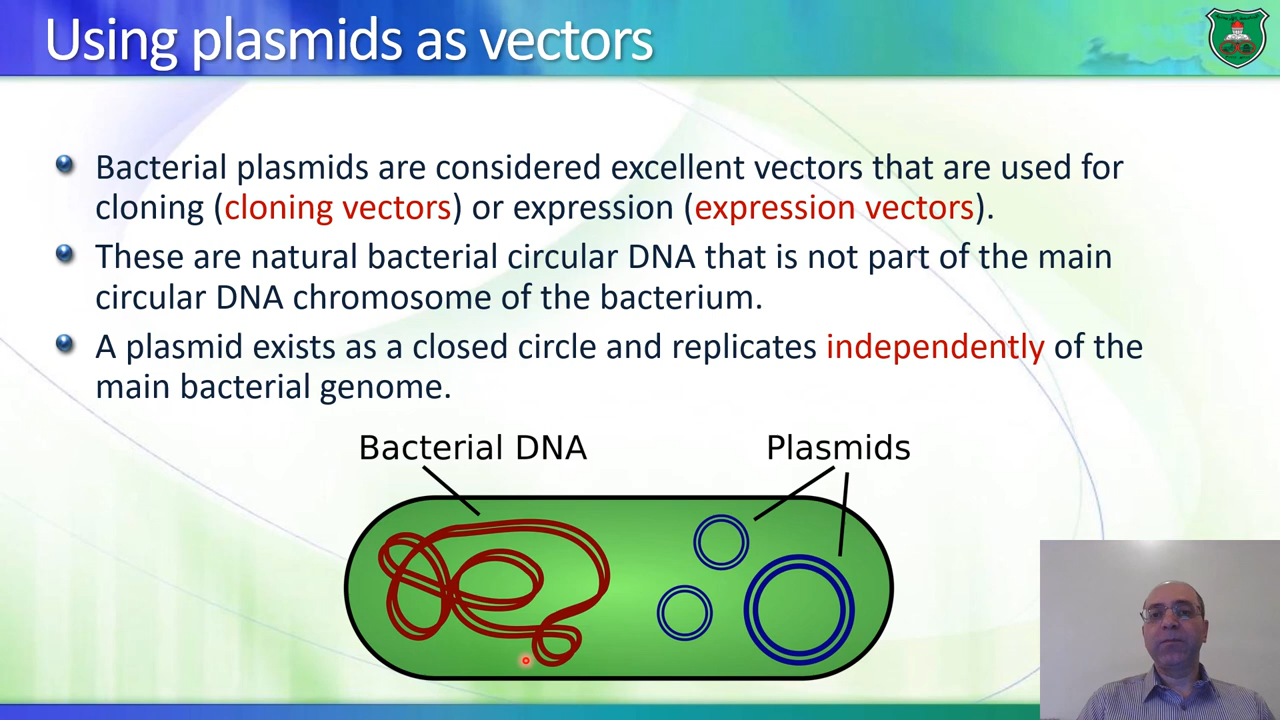 Using plasmids as vectors
Bacterial plasmids are considered excellent vectors that are used for
cloning (cloning vectors) or expression (expression vectors).
These are natural bacterial circular DNA that is not part of the main
circular DNA chromosome of the bacterium.
A plasmid exists as a closed circle and replicates independently of the
main bacterial genome.
Bacterial DNA
Plasmids